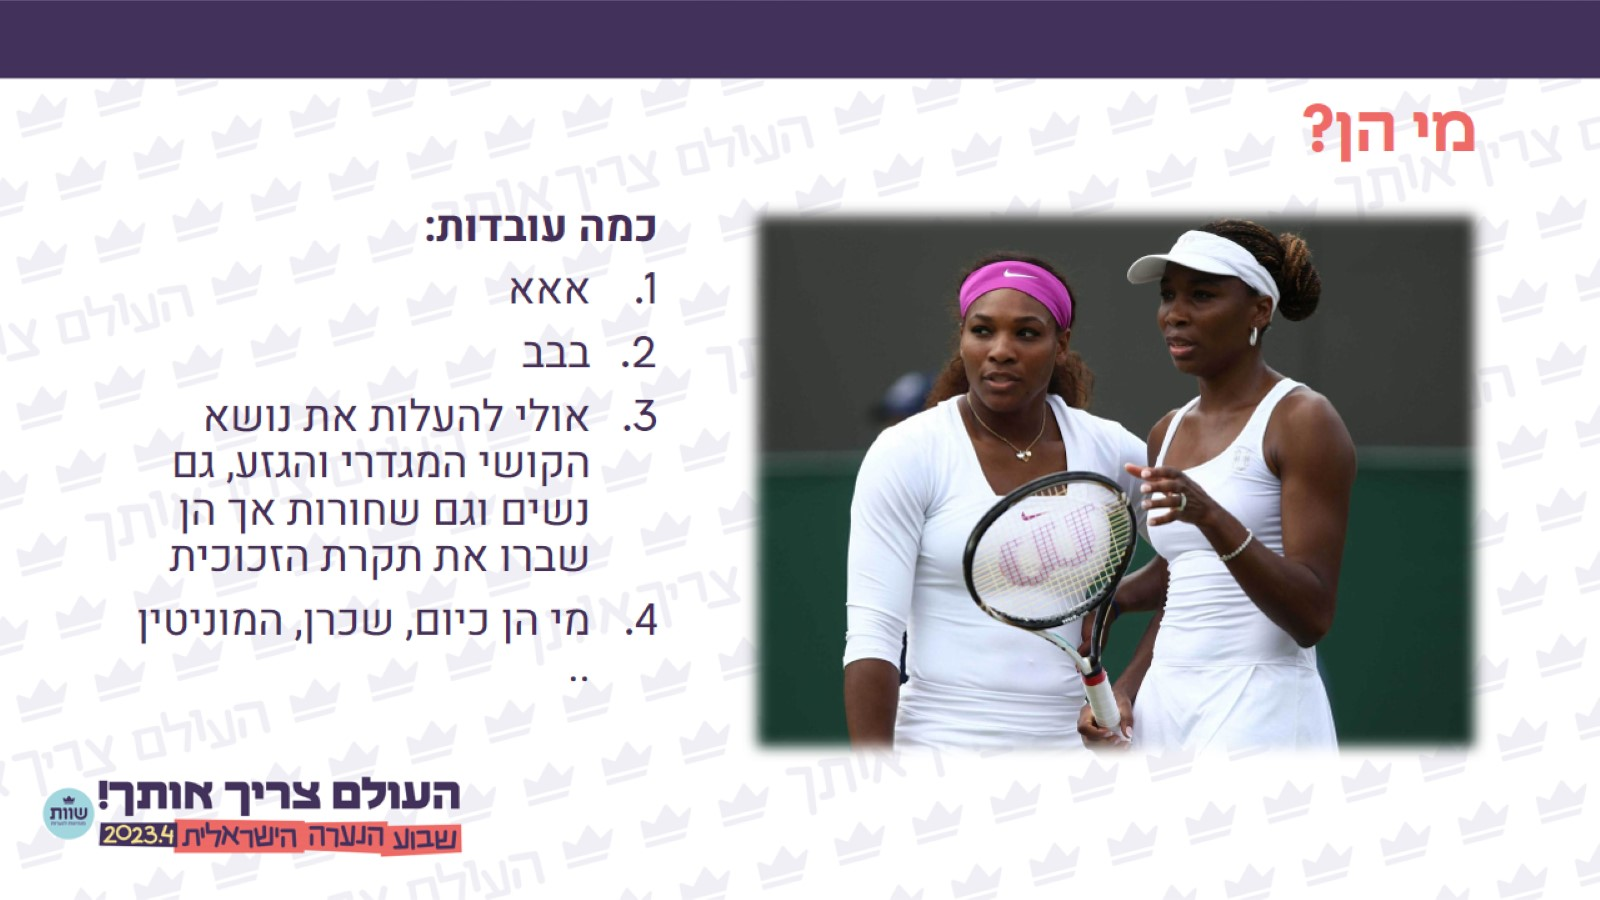 מי הן?
כמה עובדות:
1. אאא
2. בבב
3. אולי להעלות את נושא
הקושי המגדרי והגזע, גם
נשים וגם שחורות אך הן
שברו את תקרת הזכוכית
4. מי הן כיום, שכרן, המוניטין
..
העולם צריך אותך!
שבוע הנערה הישראלית 2023.4
שוות